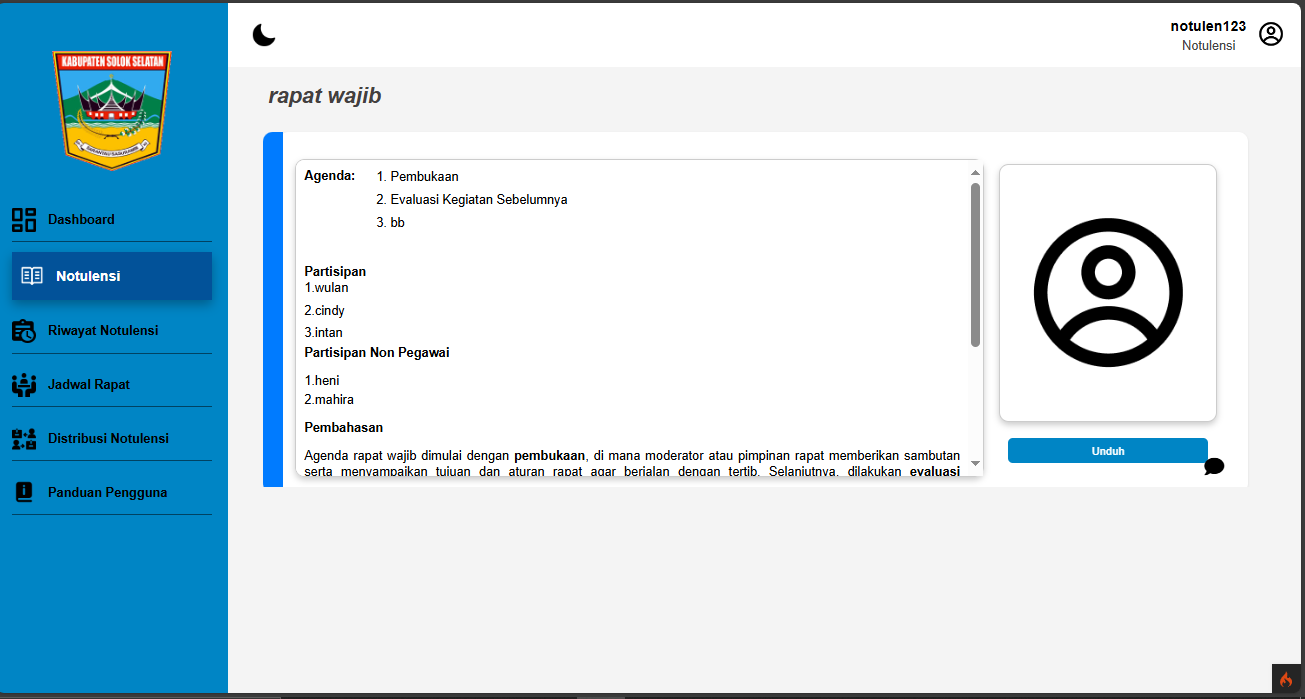 KABUPATEN SOLOK SELATAN
notulen123
Notulensi
rapat wajib
Dashboard
Notulensi
Riwayat Notulensi
Jadwal Rapat
Distribusi Notulensi
Panduan Pengguna
Agenda:
1. Pembukaan
2. Evaluasi Kegiatan Sebelumnya
3. bb
Partisipan
1.wulan
2.cindy
3.intan
Partisipan Non Pegawai
1.heni
2.mahira
Pembahasan
Agenda rapat wajib dimulai dengan pembukaan, di mana moderator atau pimpinan rapat memberikan sambutan
serta menyampaikan tujuan dan aturan rapat agar berjalan dengan tertib. Selanjutnya, dilakukan evaluasi
Unduh